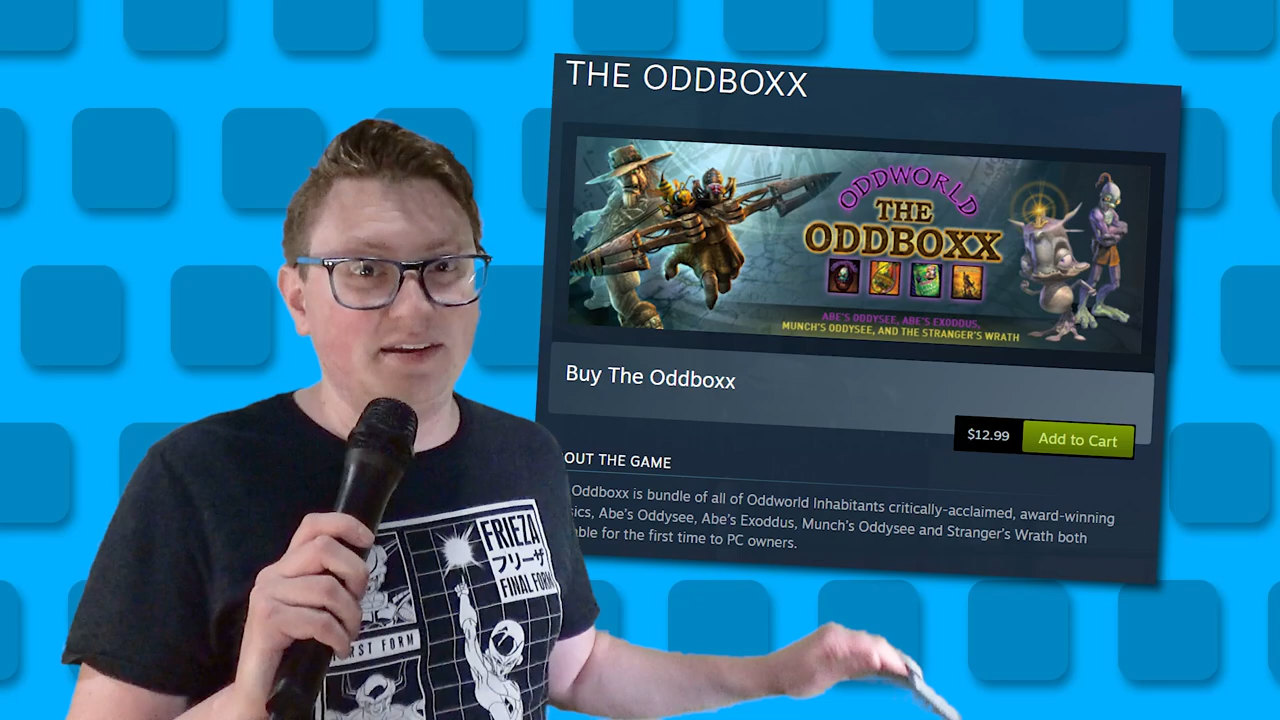 THE ODDBOXX
ODDWORLD
THE
ODDBOXX
ABE'S ODDYSEE, ABE'S EXODDUS,
MUNCH'S ODDYSEE, AND THE STRANGER'S WRATH
Buy The Oddboxx
$12.99 Add to Cart
OUT THE GAME
Oddboxx is bundle of all of Oddworld Inhabitants critically-acclaimed, award-winning
sics, Abe's Oddysee, Abe's Exoddus, Munch's Oddysee and Stranger's Wrath both
able for the first time to PC owners.
FRIEZA
フリーザ
FINAL FORM
RST FORM